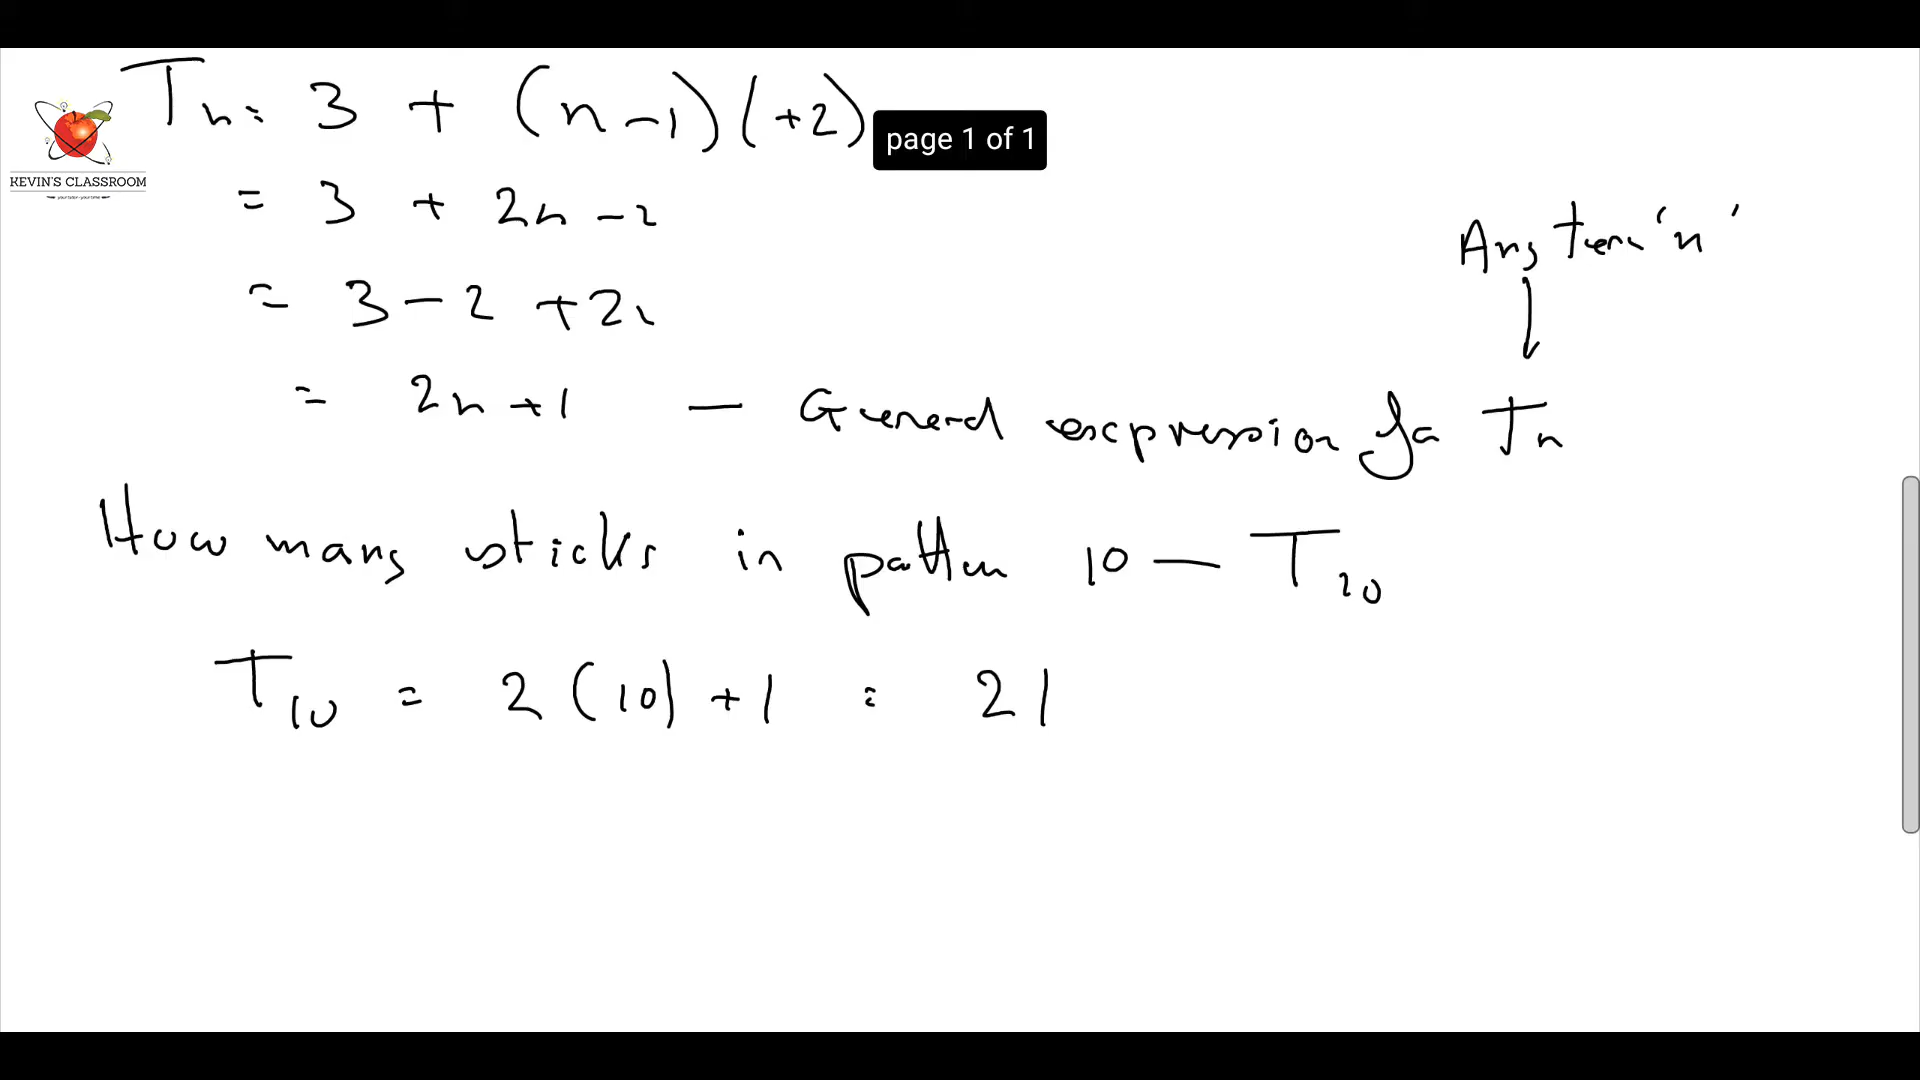 Tn = 3 + (n-1)(+2)
page 1 of 1
KEVIN'S CLASSROOM
= 3 + 2n - 2
Any term 'n'
= 3 - 2 + 2n
= 2n + 1 — General expression for Tn
How many sticks in pattern 10 — T10
T10 = 2(10) + 1 = 21